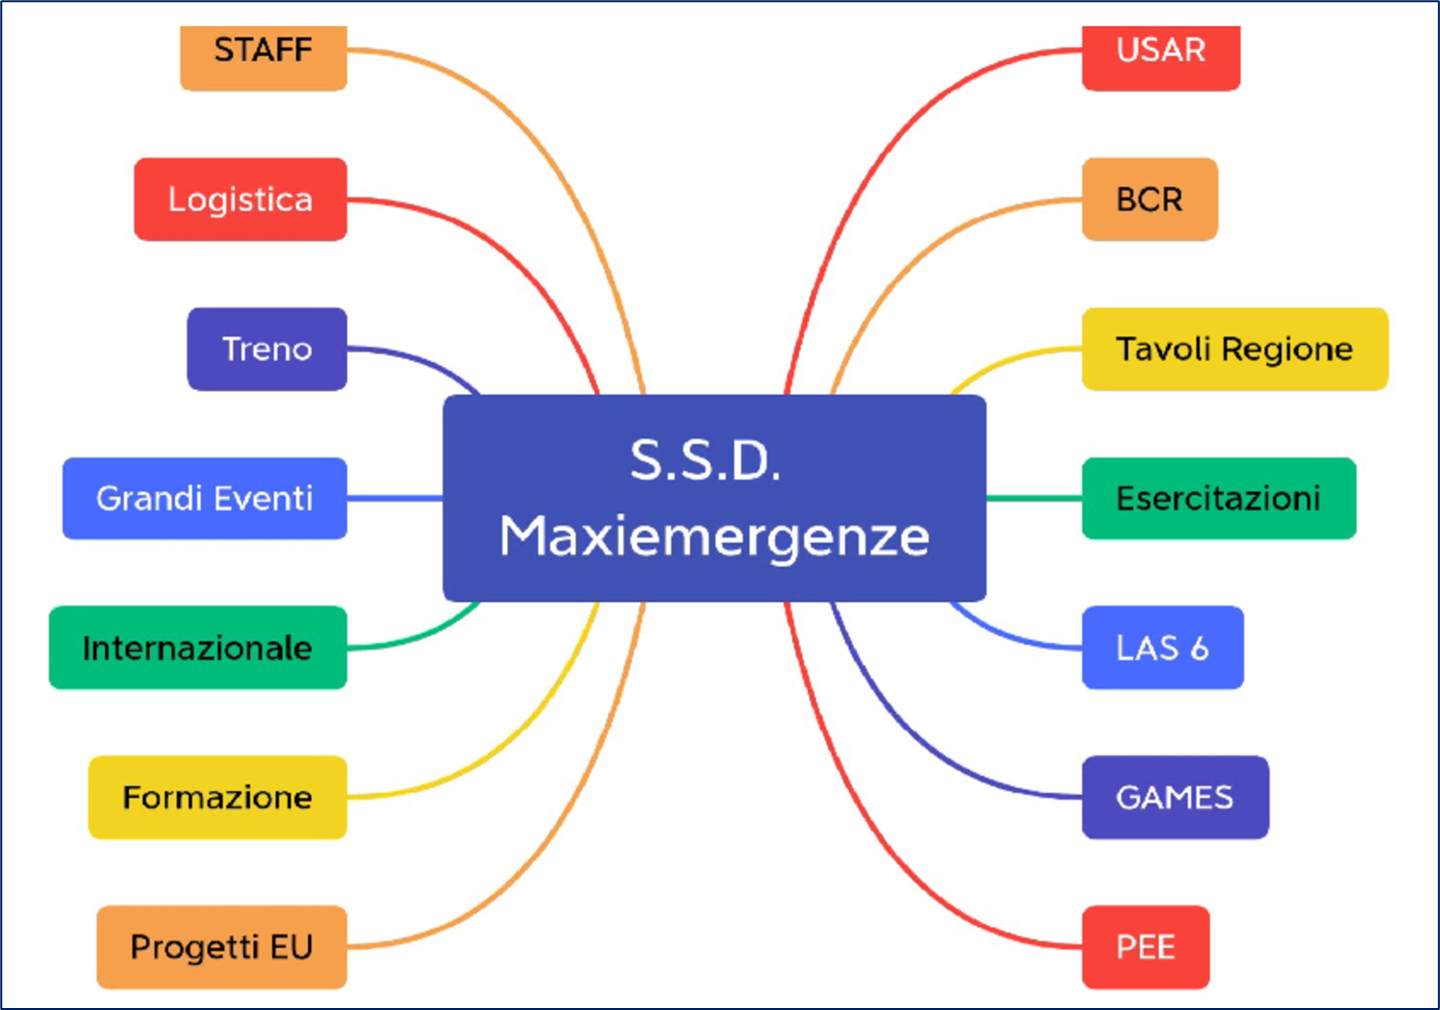 STAFF
Logistica
Treno
Grandi Eventi
Internazionale
Formazione
Progetti EU
S.S.D.
Maxiemergenze
USAR
BCR
Tavoli Regione
Esercitazioni
LAS 6
GAMES
PEE